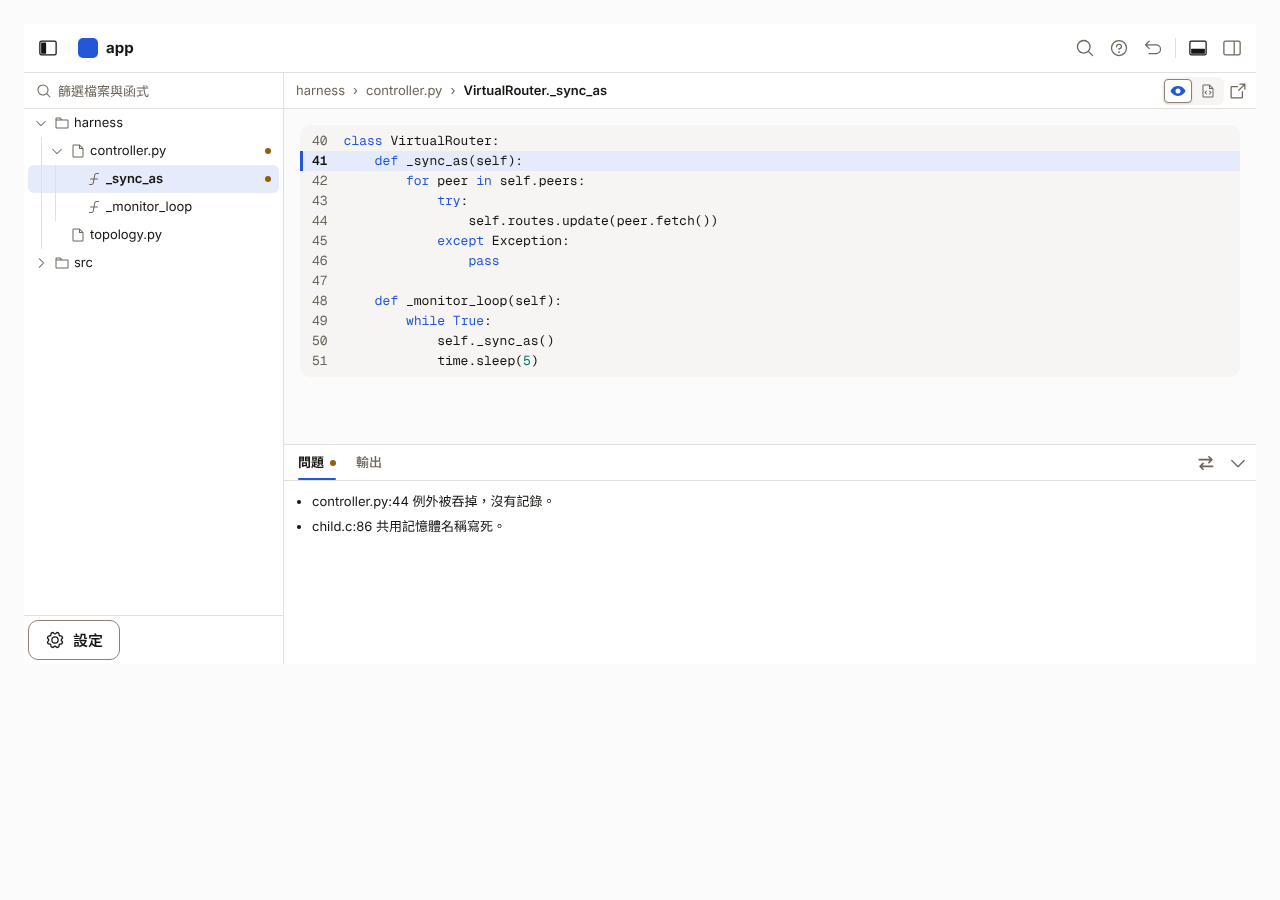 app
篩選檔案與函式
harness › controller.py › VirtualRouter._sync_as
harness
controller.py
_sync_as
_monitor_loop
topology.py
src
設定
40 class VirtualRouter:
41     def _sync_as(self):
42         for peer in self.peers:
43             try:
44                 self.routes.update(peer.fetch())
45             except Exception:
46                 pass
47
48     def _monitor_loop(self):
49         while True:
50             self._sync_as()
51             time.sleep(5)
問題 輸出
• controller.py:44 例外被吞掉，沒有記錄。
• child.c:86 共用記憶體名稱寫死。